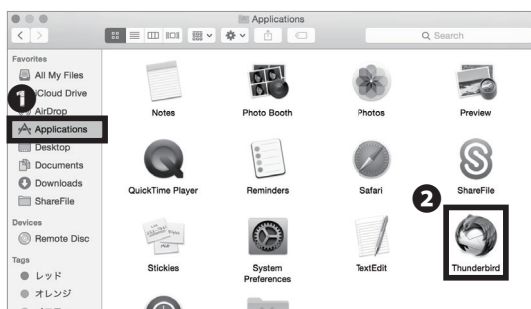 Applications
Search
Favorites
All My Files
iCloud Drive
AirDrop
Applications
Desktop
Documents
Downloads
ShareFile
Devices
Remote Disc
Tags
レッド
オレンジ
1
Notes
Photo Booth
Photos
Preview
QuickTime Player
Reminders
Safari
ShareFile
2
Stickies
System
Preferences
TextEdit
Thunderbird